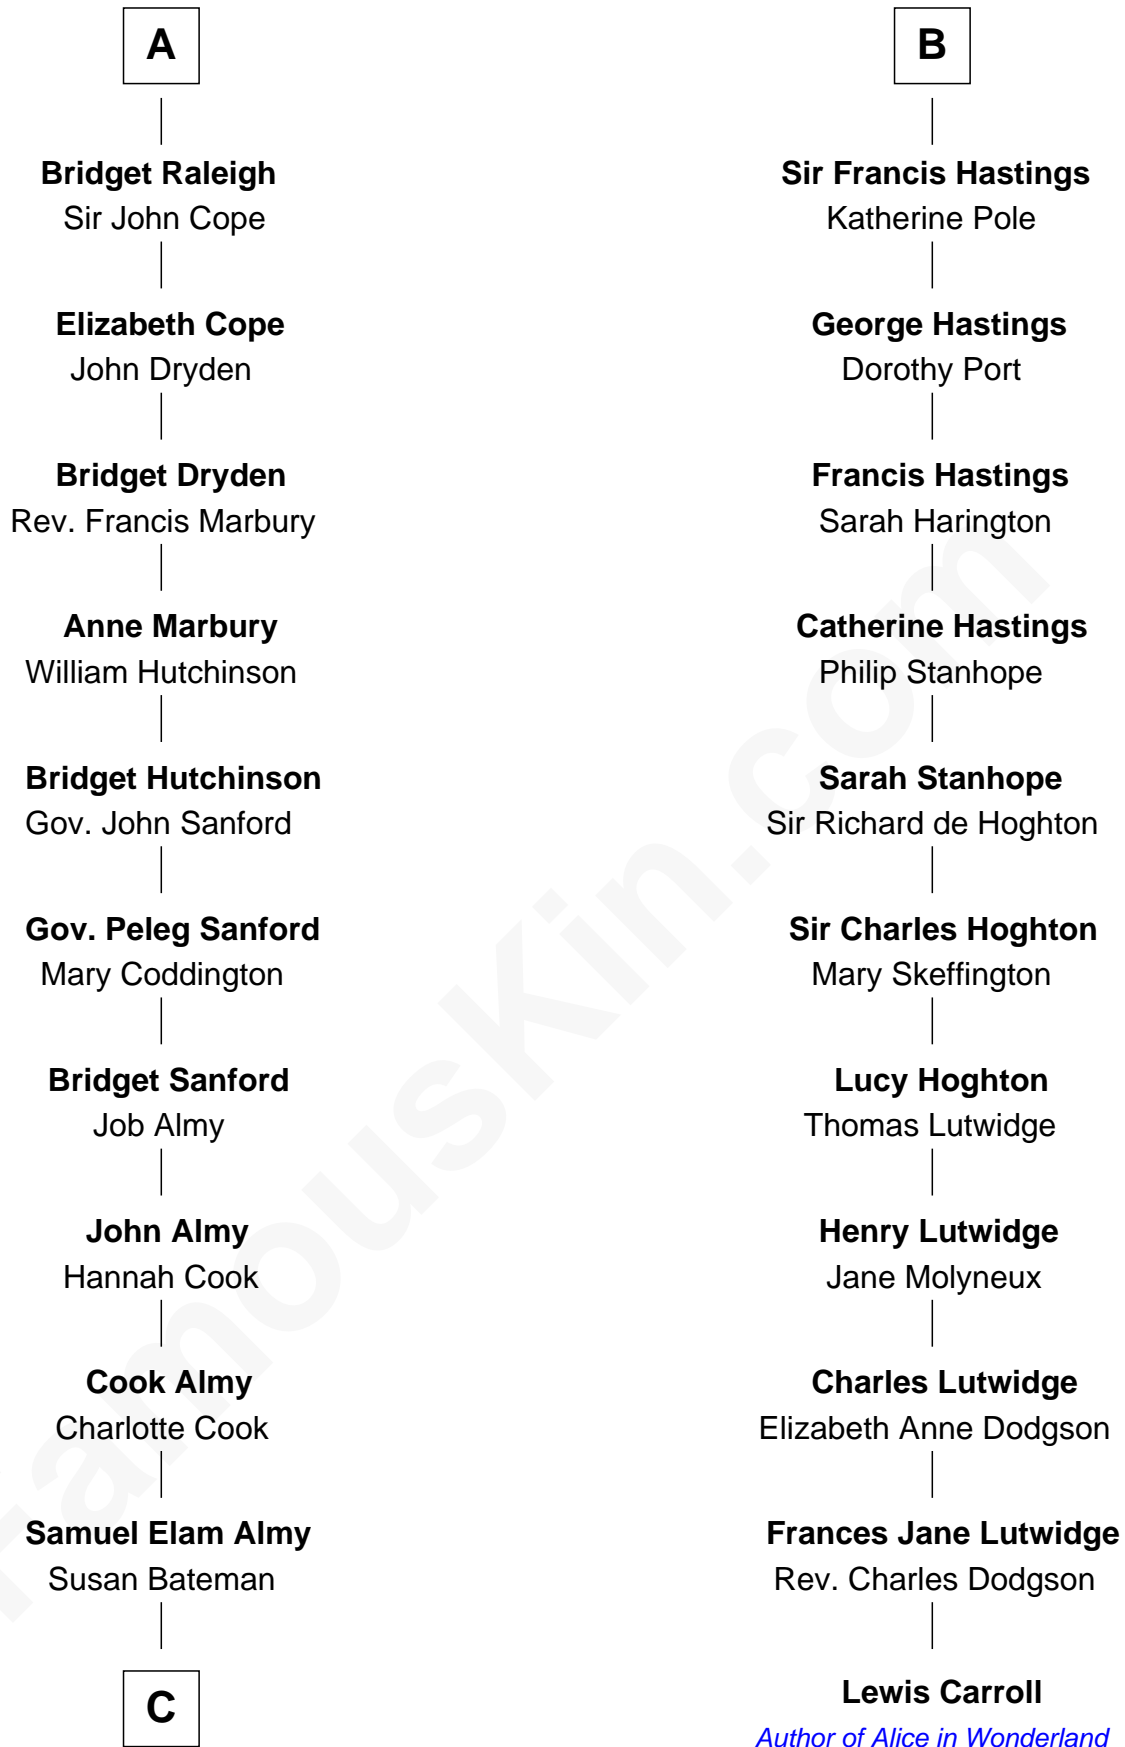 A
Bridget Raleigh
Sir John Cope
Elizabeth Cope
John Dryden
Bridget Dryden
Rev. Francis Marbury
Anne Marbury
William Hutchinson
Bridget Hutchinson
Gov. John Sanford
Gov. Peleg Sanford
Mary Coddington
Bridget Sanford
Job Almy
John Almy
Hannah Cook
Cook Almy
Charlotte Cook
Samuel Elam Almy
Susan Bateman
C
B
Sir Francis Hastings
Katherine Pole
George Hastings
Dorothy Port
Francis Hastings
Sarah Harington
Catherine Hastings
Philip Stanhope
Sarah Stanhope
Sir Richard de Hoghton
Sir Charles Hoghton
Mary Skeffington
Lucy Hoghton
Thomas Lutwidge
Henry Lutwidge
Jane Molyneux
Charles Lutwidge
Elizabeth Anne Dodgson
Frances Jane Lutwidge
Rev. Charles Dodgson
Lewis Carroll
Author of Alice in Wonderland
FamousKin.com